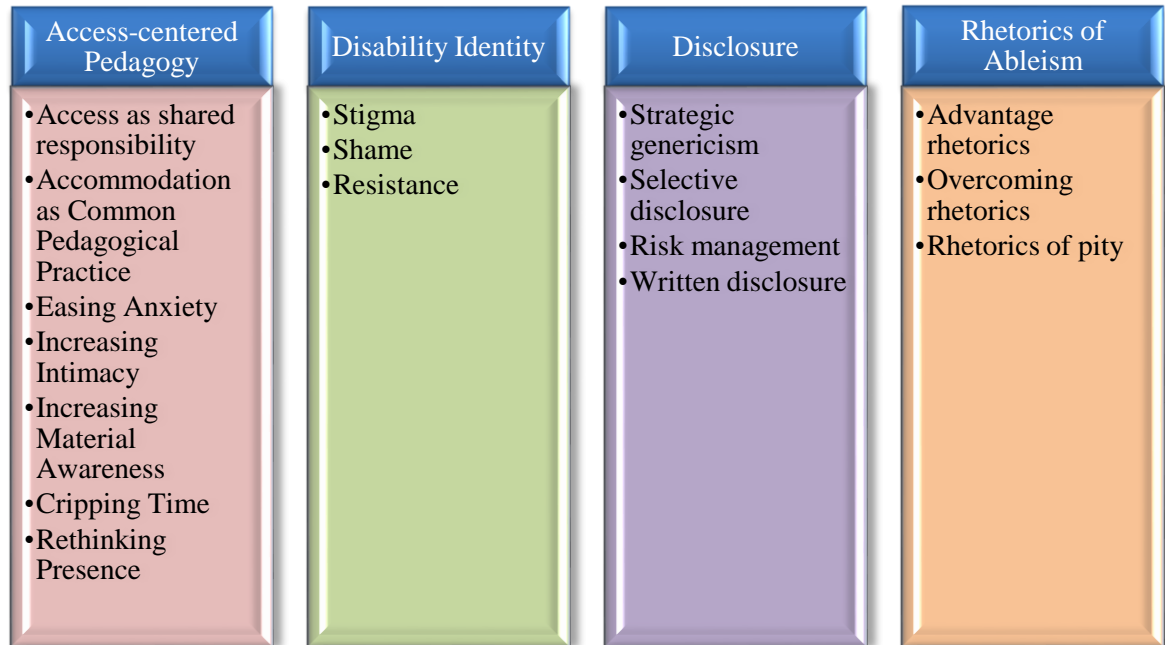 Access-centered
Pedagogy
•Access as shared
responsibility
•Accommodation
as Common
Pedagogical
Practice
•Easing Anxiety
•Increasing
Intimacy
•Increasing
Material
Awareness
•Cripping Time
•Rethinking
Presence
Disability Identity
•Stigma
•Shame
•Resistance
Disclosure
•Strategic
genericism
•Selective
disclosure
•Risk management
•Written disclosure
Rhetorics of
Ableism
•Advantage
rhetorics
•Overcoming
rhetorics
•Rhetorics of pity